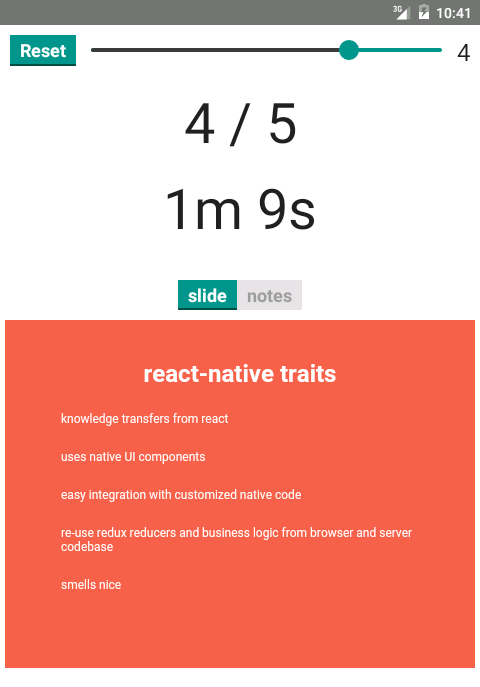 3G 10:41
Reset 4
4 / 5
1m 9s
slide notes
react-native traits
knowledge transfers from react
uses native UI components
easy integration with customized native code
re-use redux reducers and business logic from browser and server
codebase
smells nice